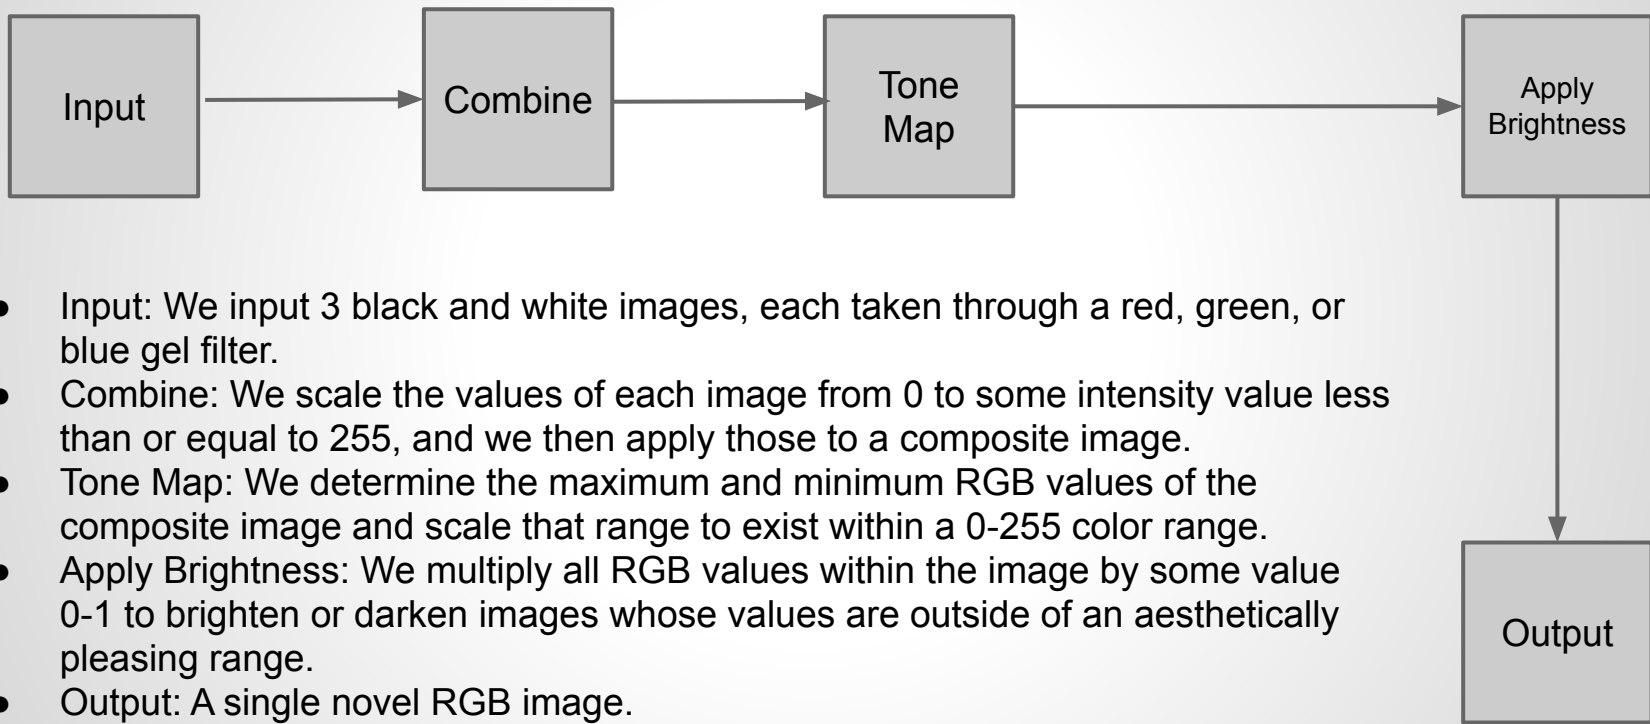 Input
Combine
Tone
Map
Apply
Brightness
● Input: We input 3 black and white images, each taken through a red, green, or
blue gel filter.
● Combine: We scale the values of each image from 0 to some intensity value less
than or equal to 255, and we then apply those to a composite image.
● Tone Map: We determine the maximum and minimum RGB values of the
composite image and scale that range to exist within a 0-255 color range.
● Apply Brightness: We multiply all RGB values within the image by some value
0-1 to brighten or darken images whose values are outside of an aesthetically
pleasing range.
● Output: A single novel RGB image.
Output